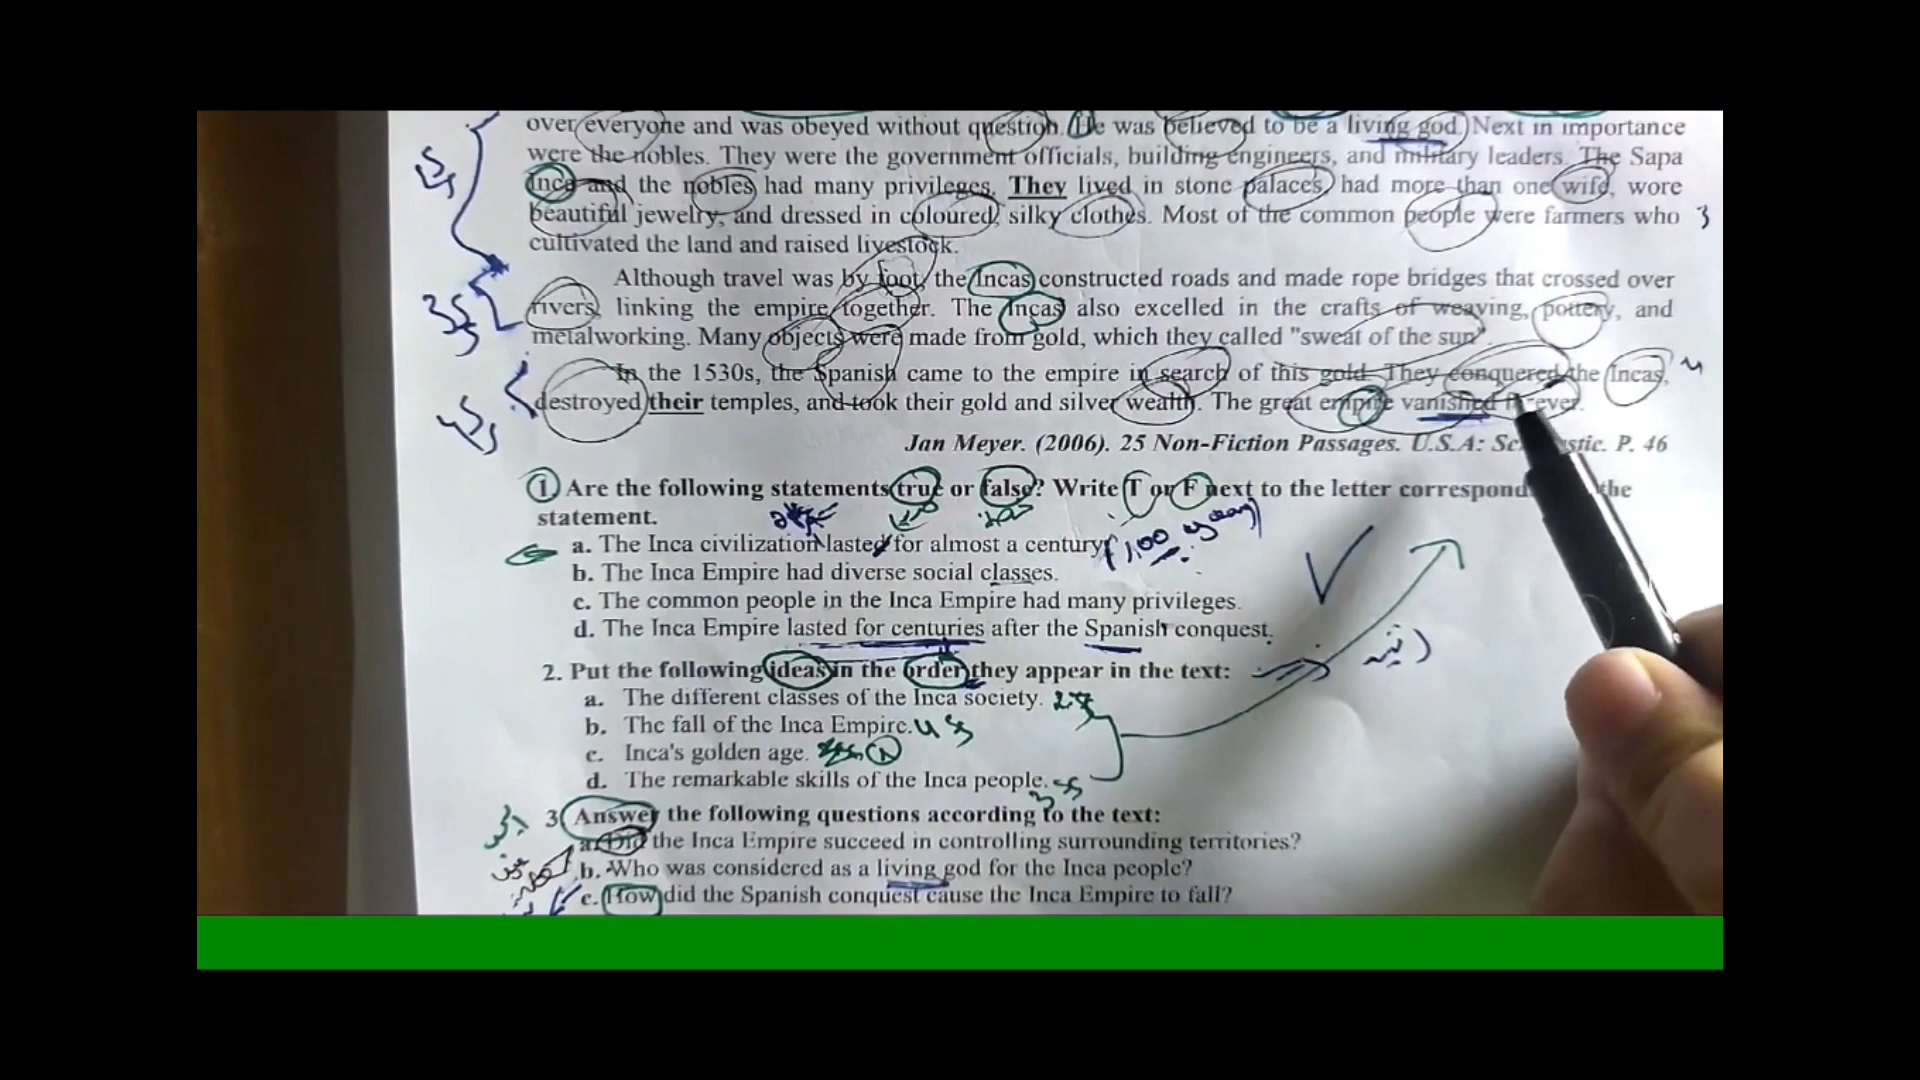 over everyone and was obeyed without question. He was believed to be a living god. Next in importance
were the nobles. They were the government officials, building engineers, and military leaders. The Sapa
Inca and the nobles had many privileges. They lived in stone palaces, had more than one wife, wore
beautiful jewelry, and dressed in coloured, silky clothes. Most of the common people were farmers who
cultivated the land and raised livestock.
Although travel was by foot, the Incas constructed roads and made rope bridges that crossed over
rivers, linking the empire together. The Incas also excelled in the crafts of weaving, pottery, and
metalworking. Many objects were made from gold, which they called "sweat of the sun".
In the 1530s, the Spanish came to the empire in search of this gold. They conquered the Incas,
destroyed their temples, and took their gold and silver wealth. The great empire vanished forever.
Jan Meyer. (2006). 25 Non-Fiction Passages. U.S.A: Sc stic. P. 46
1. Are the following statements true or false? Write T or F next to the letter correspond the
statement.
a. The Inca civilization lasted for almost a century. (100 years)
b. The Inca Empire had diverse social classes.
c. The common people in the Inca Empire had many privileges.
d. The Inca Empire lasted for centuries after the Spanish conquest.
2. Put the following ideas in the order they appear in the text:
a. The different classes of the Inca society.
b. The fall of the Inca Empire.
c. Inca's golden age.
d. The remarkable skills of the Inca people.
3 Answer the following questions according to the text:
a. Did the Inca Empire succeed in controlling surrounding territories?
b. Who was considered as a living god for the Inca people?
c. How did the Spanish conquest cause the Inca Empire to fall?